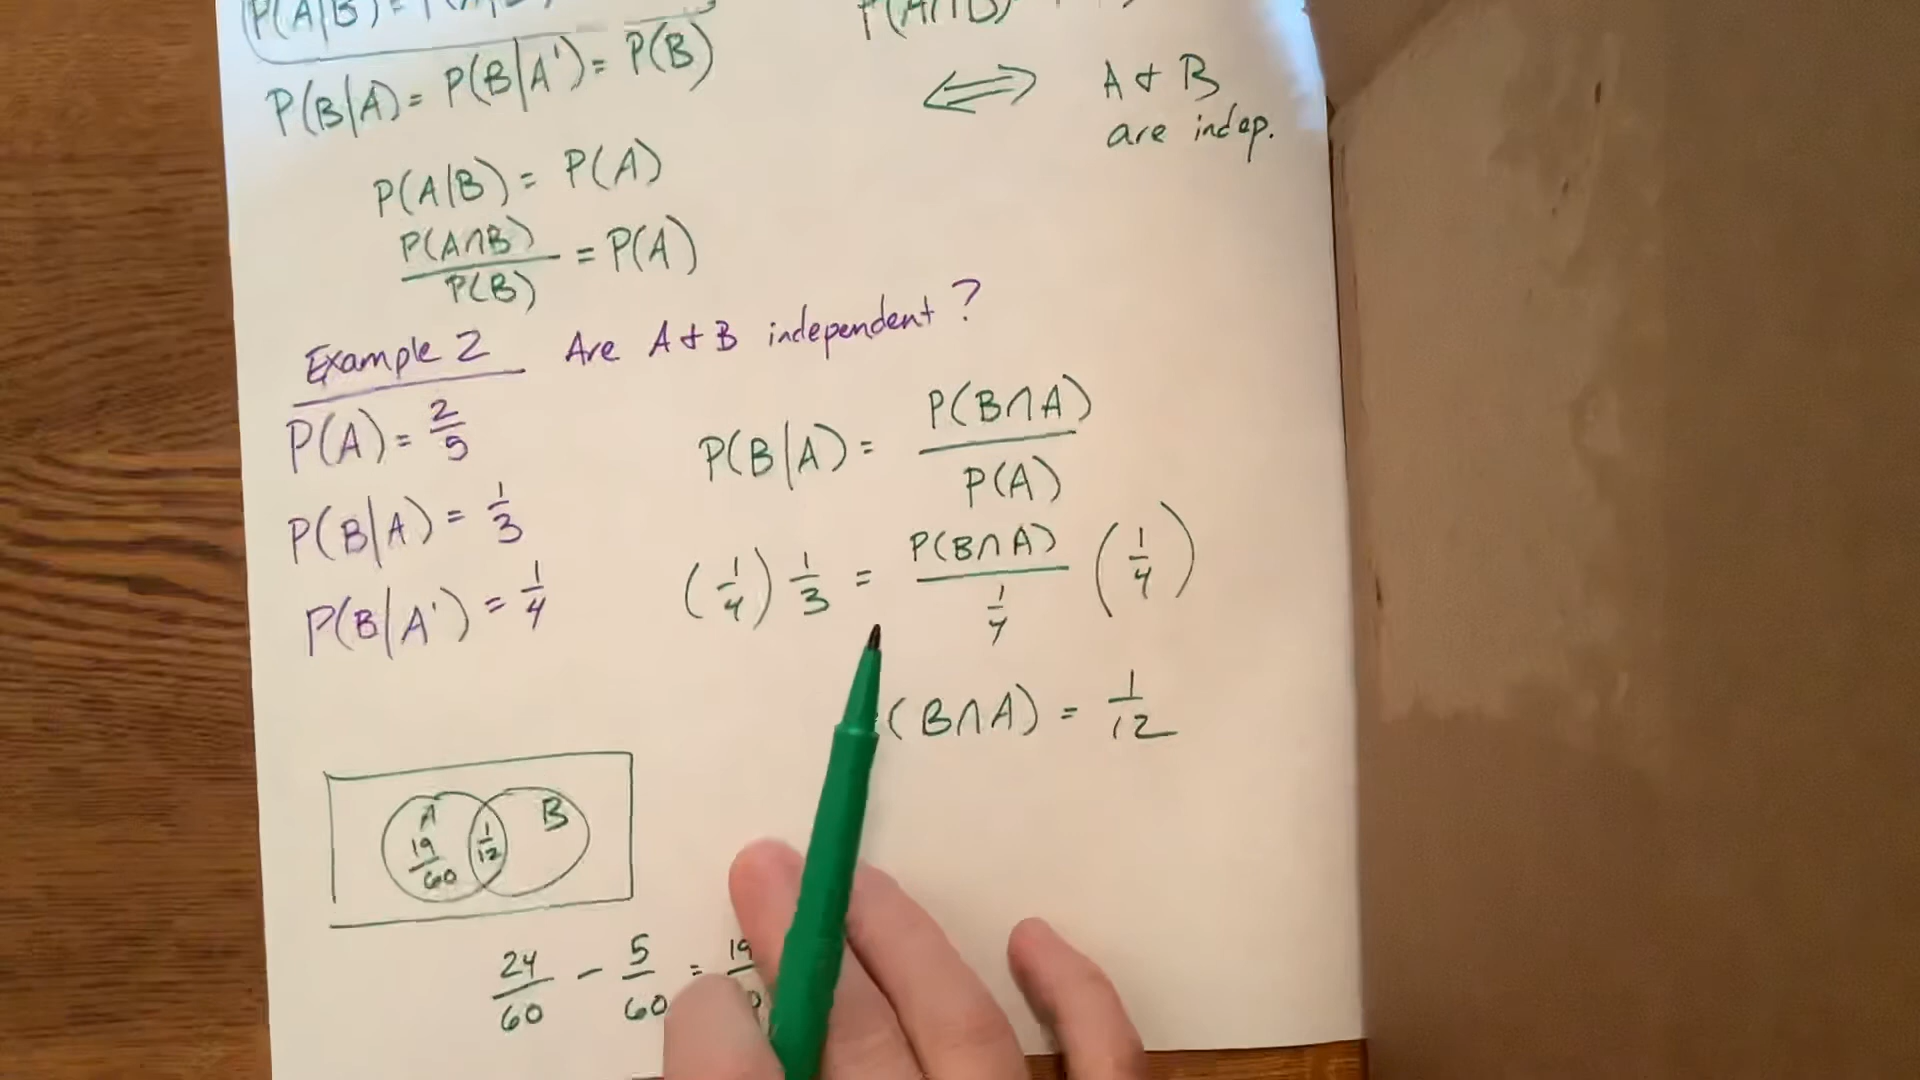 P(A|B) =
P(A∩B)
P(B|A) = P(B|A') = P(B)
⟺ A + B
are indep.
P(A|B) = P(A)
P(A∩B)
P(B)
= P(A)
Example 2 Are A + B independent?
P(A) = 2/5
P(B|A) = 1/3
P(B|A') = 1/4
P(B|A) = P(B∩A)
P(A)
(1/4) 1/3 = P(B∩A) (1/4)
1/4
(B∩A) = 1/12
A
19/60
1/12
B
24/60 - 5/60 = 19